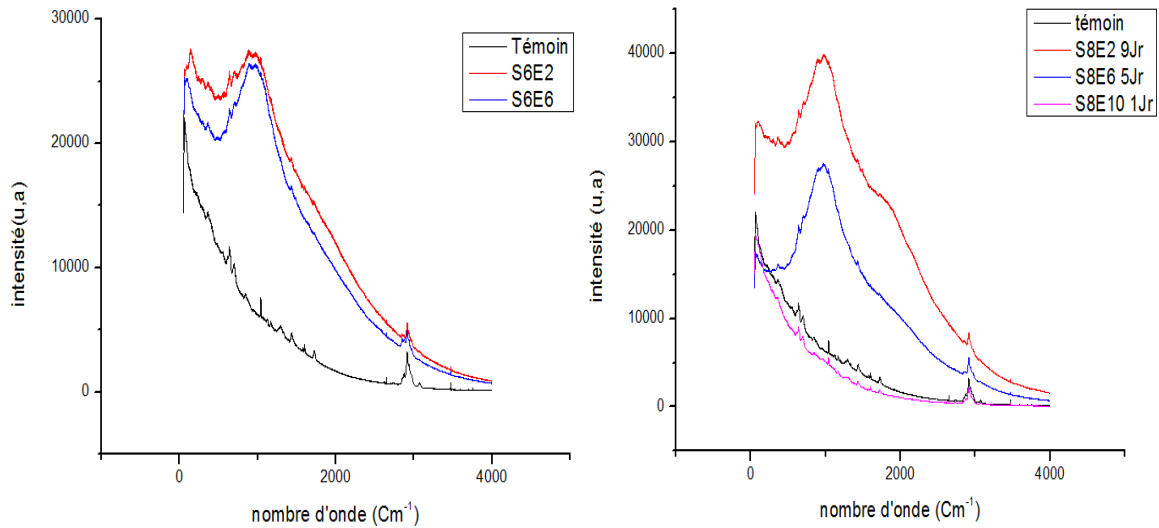 30000
20000
10000
0
intensité(u,a)
0
2000
4000
nombre d'onde (Cm⁻¹)
Témoin
S6E2
S6E6
40000
30000
20000
10000
0
intensité (u,a)
0
2000
4000
nombre d'onde (Cm⁻¹)
témoin
S8E2 9Jr
S8E6 5Jr
S8E10 1Jr